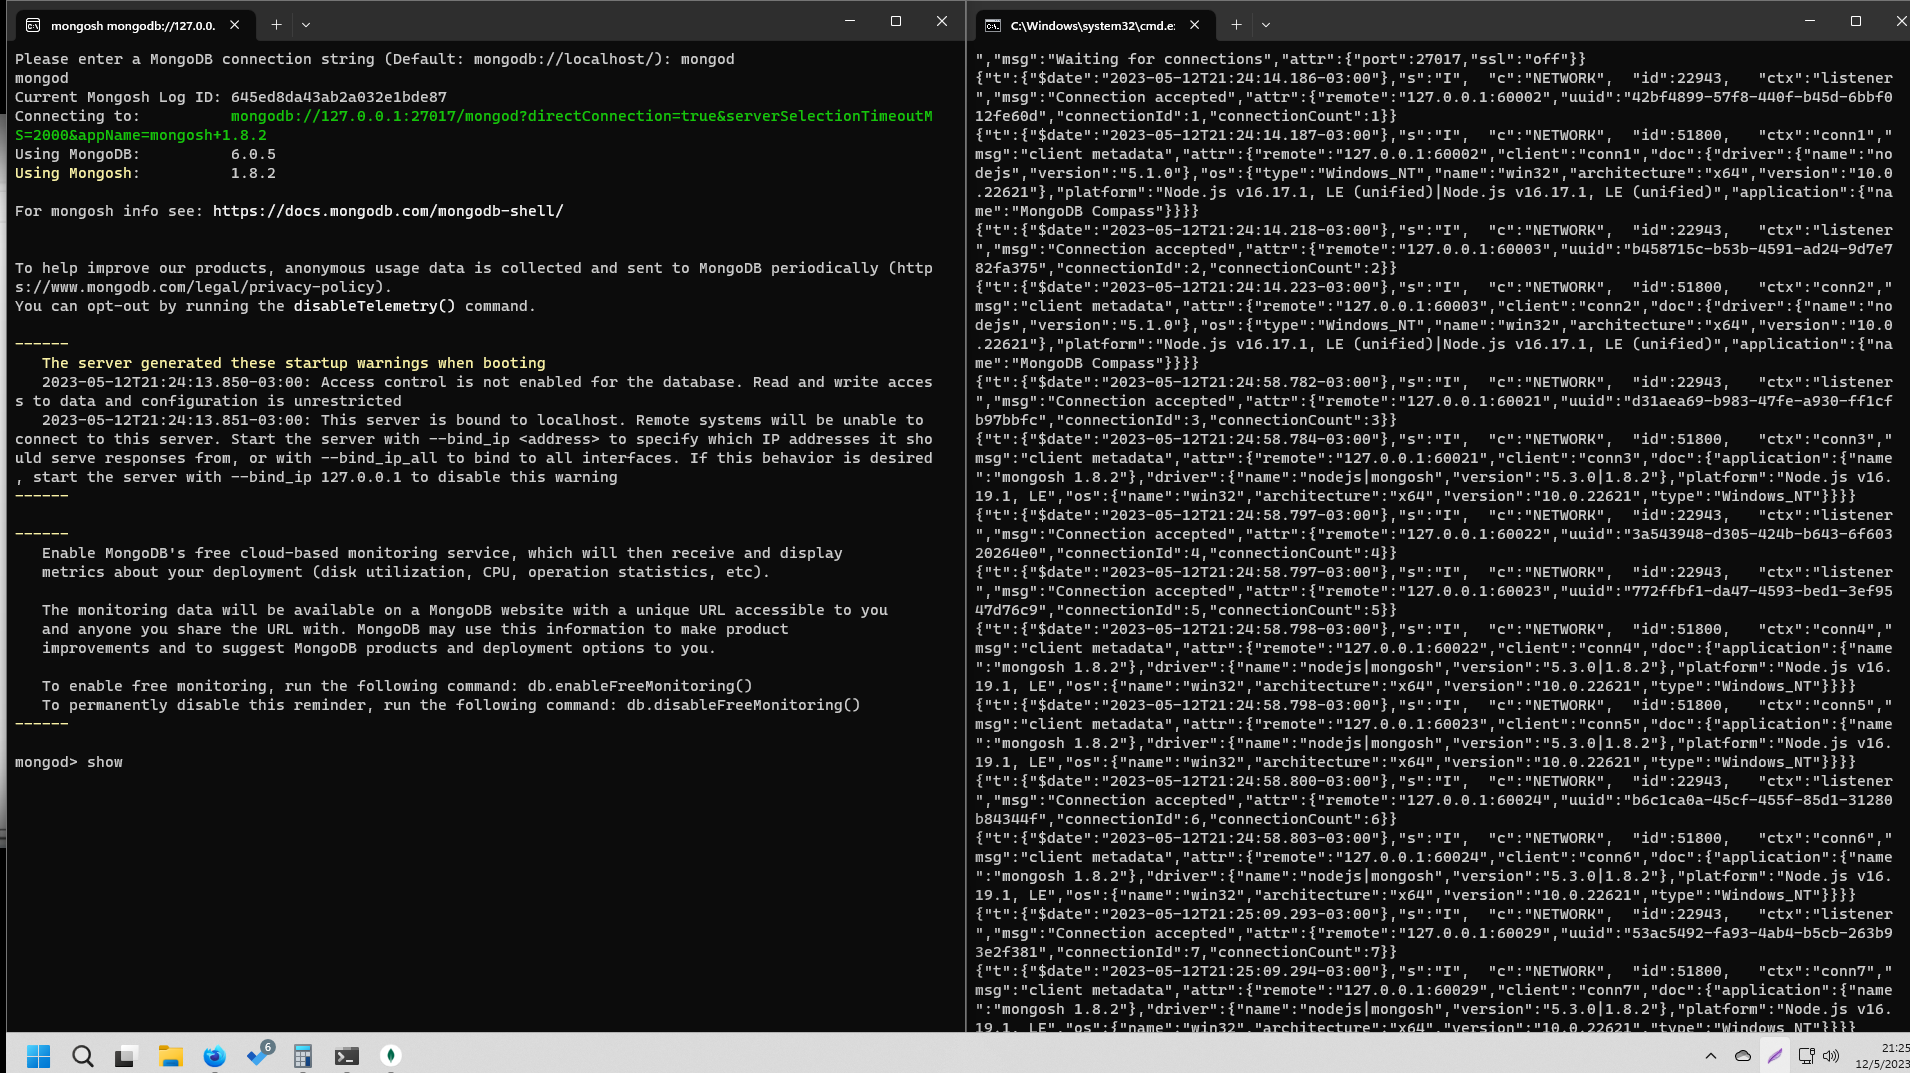 mongosh mongodb://127.0.0.
Please enter a MongoDB connection string (Default: mongodb://localhost/): mongod
mongod
Current Mongosh Log ID: 645ed8da43ab2a032e1bde87
Connecting to:          mongodb://127.0.0.1:27017/mongod?directConnection=true&serverSelectionTimeoutM
S=2000&appName=mongosh+1.8.2
Using MongoDB:          6.0.5
Using Mongosh:          1.8.2
For mongosh info see: https://docs.mongodb.com/mongodb-shell/
To help improve our products, anonymous usage data is collected and sent to MongoDB periodically (http
s://www.mongodb.com/legal/privacy-policy).
You can opt-out by running the disableTelemetry() command.
------
The server generated these startup warnings when booting
2023-05-12T21:24:13.850-03:00: Access control is not enabled for the database. Read and write acces
s to data and configuration is unrestricted
2023-05-12T21:24:13.851-03:00: This server is bound to localhost. Remote systems will be unable to
connect to this server. Start the server with --bind_ip <address> to specify which IP addresses it sho
uld serve responses from, or with --bind_ip_all to bind to all interfaces. If this behavior is desired
, start the server with --bind_ip 127.0.0.1 to disable this warning
------
------
Enable MongoDB's free cloud-based monitoring service, which will then receive and display
metrics about your deployment (disk utilization, CPU, operation statistics, etc).
The monitoring data will be available on a MongoDB website with a unique URL accessible to you
and anyone you share the URL with. MongoDB may use this information to make product
improvements and to suggest MongoDB products and deployment options to you.
To enable free monitoring, run the following command: db.enableFreeMonitoring()
To permanently disable this reminder, run the following command: db.disableFreeMonitoring()
------
mongod> show
C:\Windows\system32\cmd.e:
","msg":"Waiting for connections","attr":{"port":27017,"ssl":"off"}}
{"t":{"$date":"2023-05-12T21:24:14.186-03:00"},"s":"I",  "c":"NETWORK",  "id":22943,   "ctx":"listener
","msg":"Connection accepted","attr":{"remote":"127.0.0.1:60002","uuid":"42bf4899-57f8-440f-b45d-6bbf0
12fe60d","connectionId":1,"connectionCount":1}}
{"t":{"$date":"2023-05-12T21:24:14.187-03:00"},"s":"I",  "c":"NETWORK",  "id":51800,   "ctx":"conn1","
msg":"client metadata","attr":{"remote":"127.0.0.1:60002","client":"conn1","doc":{"driver":{"name":"no
dejs","version":"5.1.0"},"os":{"type":"Windows_NT","name":"win32","architecture":"x64","version":"10.0
.22621"},"platform":"Node.js v16.17.1, LE (unified)|Node.js v16.17.1, LE (unified)","application":{"na
me":"MongoDB Compass"}}}}
{"t":{"$date":"2023-05-12T21:24:14.218-03:00"},"s":"I",  "c":"NETWORK",  "id":22943,   "ctx":"listener
","msg":"Connection accepted","attr":{"remote":"127.0.0.1:60003","uuid":"b458715c-b53b-4591-ad24-9d7e7
82fa375","connectionId":2,"connectionCount":2}}
{"t":{"$date":"2023-05-12T21:24:14.223-03:00"},"s":"I",  "c":"NETWORK",  "id":51800,   "ctx":"conn2","
msg":"client metadata","attr":{"remote":"127.0.0.1:60003","client":"conn2","doc":{"driver":{"name":"no
dejs","version":"5.1.0"},"os":{"type":"Windows_NT","name":"win32","architecture":"x64","version":"10.0
.22621"},"platform":"Node.js v16.17.1, LE (unified)|Node.js v16.17.1, LE (unified)","application":{"na
me":"MongoDB Compass"}}}}
{"t":{"$date":"2023-05-12T21:24:58.782-03:00"},"s":"I",  "c":"NETWORK",  "id":22943,   "ctx":"listener
","msg":"Connection accepted","attr":{"remote":"127.0.0.1:60021","uuid":"d31aea69-b983-47fe-a930-ff1cf
b97bbfc","connectionId":3,"connectionCount":3}}
{"t":{"$date":"2023-05-12T21:24:58.784-03:00"},"s":"I",  "c":"NETWORK",  "id":51800,   "ctx":"conn3","
msg":"client metadata","attr":{"remote":"127.0.0.1:60021","client":"conn3","doc":{"application":{"name
":"mongosh 1.8.2"},"driver":{"name":"nodejs|mongosh","version":"5.3.0|1.8.2"},"platform":"Node.js v16.
19.1, LE","os":{"name":"win32","architecture":"x64","version":"10.0.22621","type":"Windows_NT"}}}}
{"t":{"$date":"2023-05-12T21:24:58.797-03:00"},"s":"I",  "c":"NETWORK",  "id":22943,   "ctx":"listener
","msg":"Connection accepted","attr":{"remote":"127.0.0.1:60022","uuid":"3a543948-d305-424b-b643-6f603
20264e0","connectionId":4,"connectionCount":4}}
{"t":{"$date":"2023-05-12T21:24:58.797-03:00"},"s":"I",  "c":"NETWORK",  "id":22943,   "ctx":"listener
","msg":"Connection accepted","attr":{"remote":"127.0.0.1:60023","uuid":"772ffbf1-da47-4593-bed1-3ef95
47d76c9","connectionId":5,"connectionCount":5}}
{"t":{"$date":"2023-05-12T21:24:58.798-03:00"},"s":"I",  "c":"NETWORK",  "id":51800,   "ctx":"conn4","
msg":"client metadata","attr":{"remote":"127.0.0.1:60022","client":"conn4","doc":{"application":{"name
":"mongosh 1.8.2"},"driver":{"name":"nodejs|mongosh","version":"5.3.0|1.8.2"},"platform":"Node.js v16.
19.1, LE","os":{"name":"win32","architecture":"x64","version":"10.0.22621","type":"Windows_NT"}}}}
{"t":{"$date":"2023-05-12T21:24:58.798-03:00"},"s":"I",  "c":"NETWORK",  "id":51800,   "ctx":"conn5","
msg":"client metadata","attr":{"remote":"127.0.0.1:60023","client":"conn5","doc":{"application":{"name
":"mongosh 1.8.2"},"driver":{"name":"nodejs|mongosh","version":"5.3.0|1.8.2"},"platform":"Node.js v16.
19.1, LE","os":{"name":"win32","architecture":"x64","version":"10.0.22621","type":"Windows_NT"}}}}
{"t":{"$date":"2023-05-12T21:24:58.800-03:00"},"s":"I",  "c":"NETWORK",  "id":22943,   "ctx":"listener
","msg":"Connection accepted","attr":{"remote":"127.0.0.1:60024","uuid":"b6c1ca0a-45cf-455f-85d1-31280
b84344f","connectionId":6,"connectionCount":6}}
{"t":{"$date":"2023-05-12T21:24:58.803-03:00"},"s":"I",  "c":"NETWORK",  "id":51800,   "ctx":"conn6","
msg":"client metadata","attr":{"remote":"127.0.0.1:60024","client":"conn6","doc":{"application":{"name
":"mongosh 1.8.2"},"driver":{"name":"nodejs|mongosh","version":"5.3.0|1.8.2"},"platform":"Node.js v16.
19.1, LE","os":{"name":"win32","architecture":"x64","version":"10.0.22621","type":"Windows_NT"}}}}
{"t":{"$date":"2023-05-12T21:25:09.293-03:00"},"s":"I",  "c":"NETWORK",  "id":22943,   "ctx":"listener
","msg":"Connection accepted","attr":{"remote":"127.0.0.1:60029","uuid":"53ac5492-fa93-4ab4-b5cb-263b9
3e2f381","connectionId":7,"connectionCount":7}}
{"t":{"$date":"2023-05-12T21:25:09.294-03:00"},"s":"I",  "c":"NETWORK",  "id":51800,   "ctx":"conn7","
msg":"client metadata","attr":{"remote":"127.0.0.1:60029","client":"conn7","doc":{"application":{"name
":"mongosh 1.8.2"},"driver":{"name":"nodejs|mongosh","version":"5.3.0|1.8.2"},"platform":"Node.js v16.
19.1, LE","os":{"name":"win32","architecture":"x64","version":"10.0.22621","type":"Windows_NT"}}}}
6
21:25
12/5/2023